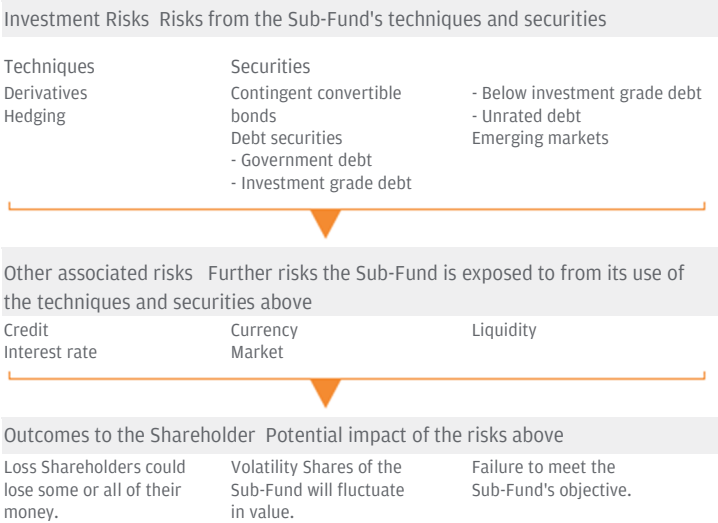 Investment Risks Risks from the Sub-Fund's techniques and securities
Techniques
Derivatives
Hedging
Securities
Contingent convertible
bonds
Debt securities
- Government debt
- Investment grade debt
- Below investment grade debt
- Unrated debt
Emerging markets
Other associated risks Further risks the Sub-Fund is exposed to from its use of
the techniques and securities above
Credit
Interest rate
Currency
Market
Liquidity
Outcomes to the Shareholder Potential impact of the risks above
Loss Shareholders could
lose some or all of their
money.
Volatility Shares of the
Sub-Fund will fluctuate
in value.
Failure to meet the
Sub-Fund's objective.